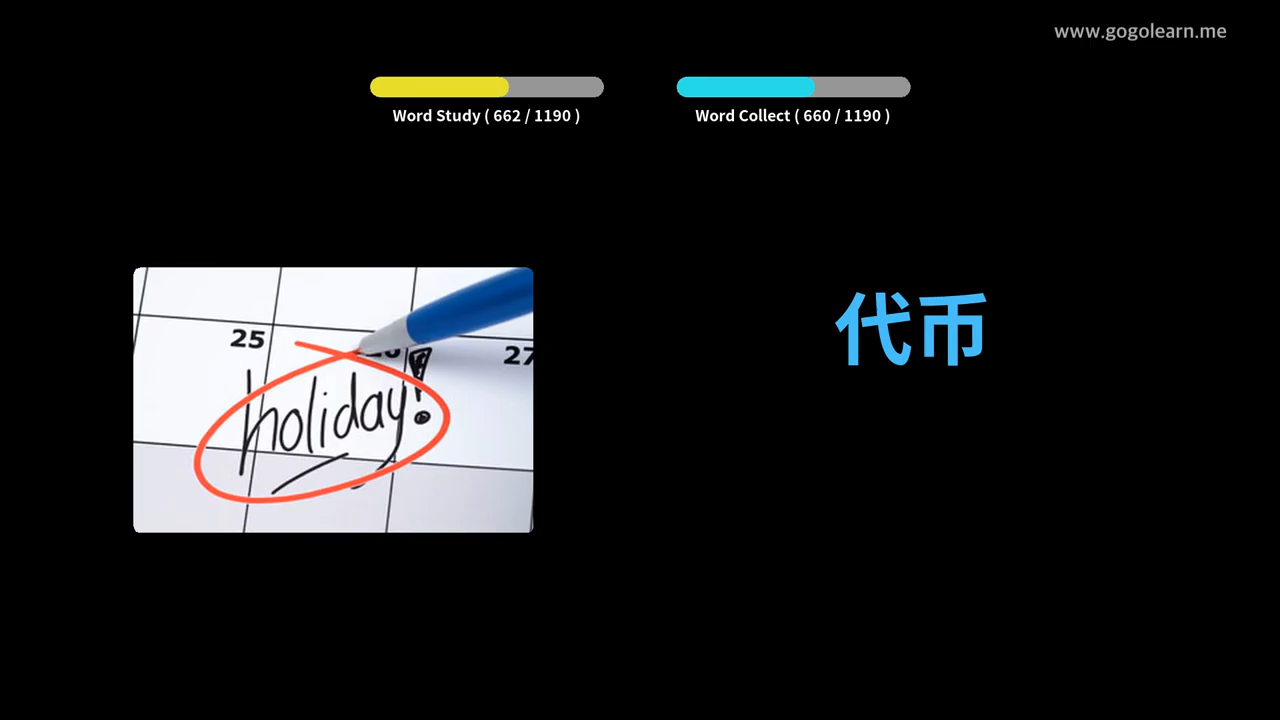 www.gogolearn.me
Word Study ( 662 / 1190 )
Word Collect ( 660 / 1190 )
代币
25
27
holiday!